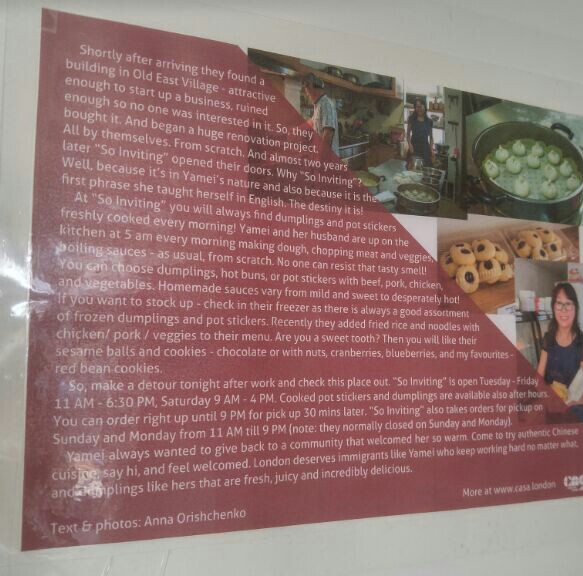 Shortly after arriving they found a
building in Old East Village - attractive
enough to start up a business, ruined
enough so no one was interested in it. So, they
bought it. And began a huge renovation project.
All by themselves. From scratch. And almost two years
later "So Inviting" opened their doors. Why "So Inviting"?
Well, because it's in Yamei's nature and also because it is the
first phrase she taught herself in English. The destiny it is!
At "So Inviting" you will always find dumplings and pot stickers
freshly cooked every morning! Yamei and her husband are up on the
kitchen at 5 am every morning making dough, chopping meat and veggies,
boiling sauces - as usual, from scratch. No one can resist that tasty smell!
You can choose dumplings, hot buns, or pot stickers with beef, pork, chicken,
and vegetables. Homemade sauces vary from mild and sweet to desperately hot!
If you want to stock up - check in their freezer as there is always a good assortment
of frozen dumplings and pot stickers. Recently they added fried rice and noodles with
chicken/ pork / veggies to their menu. Are you a sweet tooth? Then you will like their
sesame balls and cookies - chocolate or with nuts, cranberries, blueberries, and my favourites -
red bean cookies.
So, make a detour tonight after work and check this place out. "So Inviting" is open Tuesday - Friday
11 AM - 6:30 PM, Saturday 9 AM - 4 PM. Cooked pot stickers and dumplings are available also after hours.
You can order right up until 9 PM for pick up 30 mins later. "So Inviting" also takes orders for pickup on
Sunday and Monday from 11 AM till 9 PM (note: they normally closed on Sunday and Monday).
Yamei always wanted to give back to a community that welcomed her so warm. Come to try authentic Chinese
cuisine, say hi, and feel welcomed. London deserves immigrants like Yamei who keep working hard no matter what,
and dumplings like hers that are fresh, juicy and incredibly delicious.
More at www.casa.london
Text & photos: Anna Orishchenko